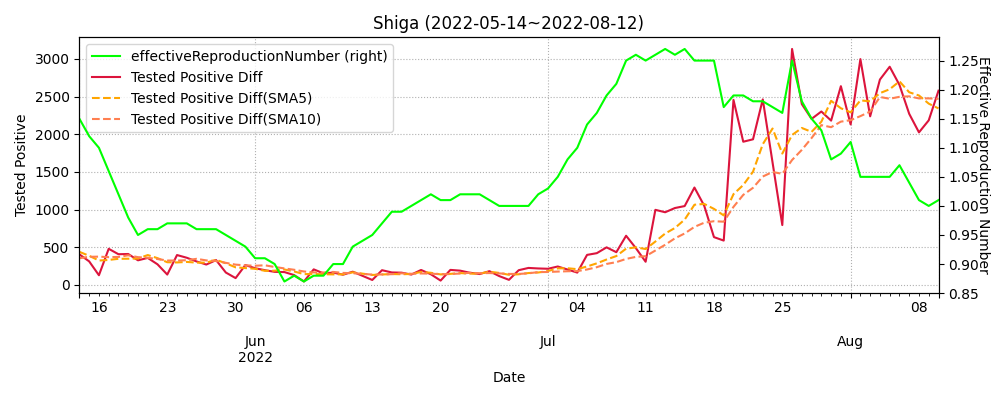 Shiga (2022-05-14~2022-08-12)
effectiveReproductionNumber (right)
Tested Positive Diff
Tested Positive Diff(SMA5)
Tested Positive Diff(SMA10)
Tested Positive
3000
2500
2000
1500
1000
500
0
Effective Reproduction Number
1.25
1.20
1.15
1.10
1.05
1.00
0.95
0.90
0.85
16 23 30 06 13 20 27 04 11 18 25 08
Jun Jul Aug
2022
Date